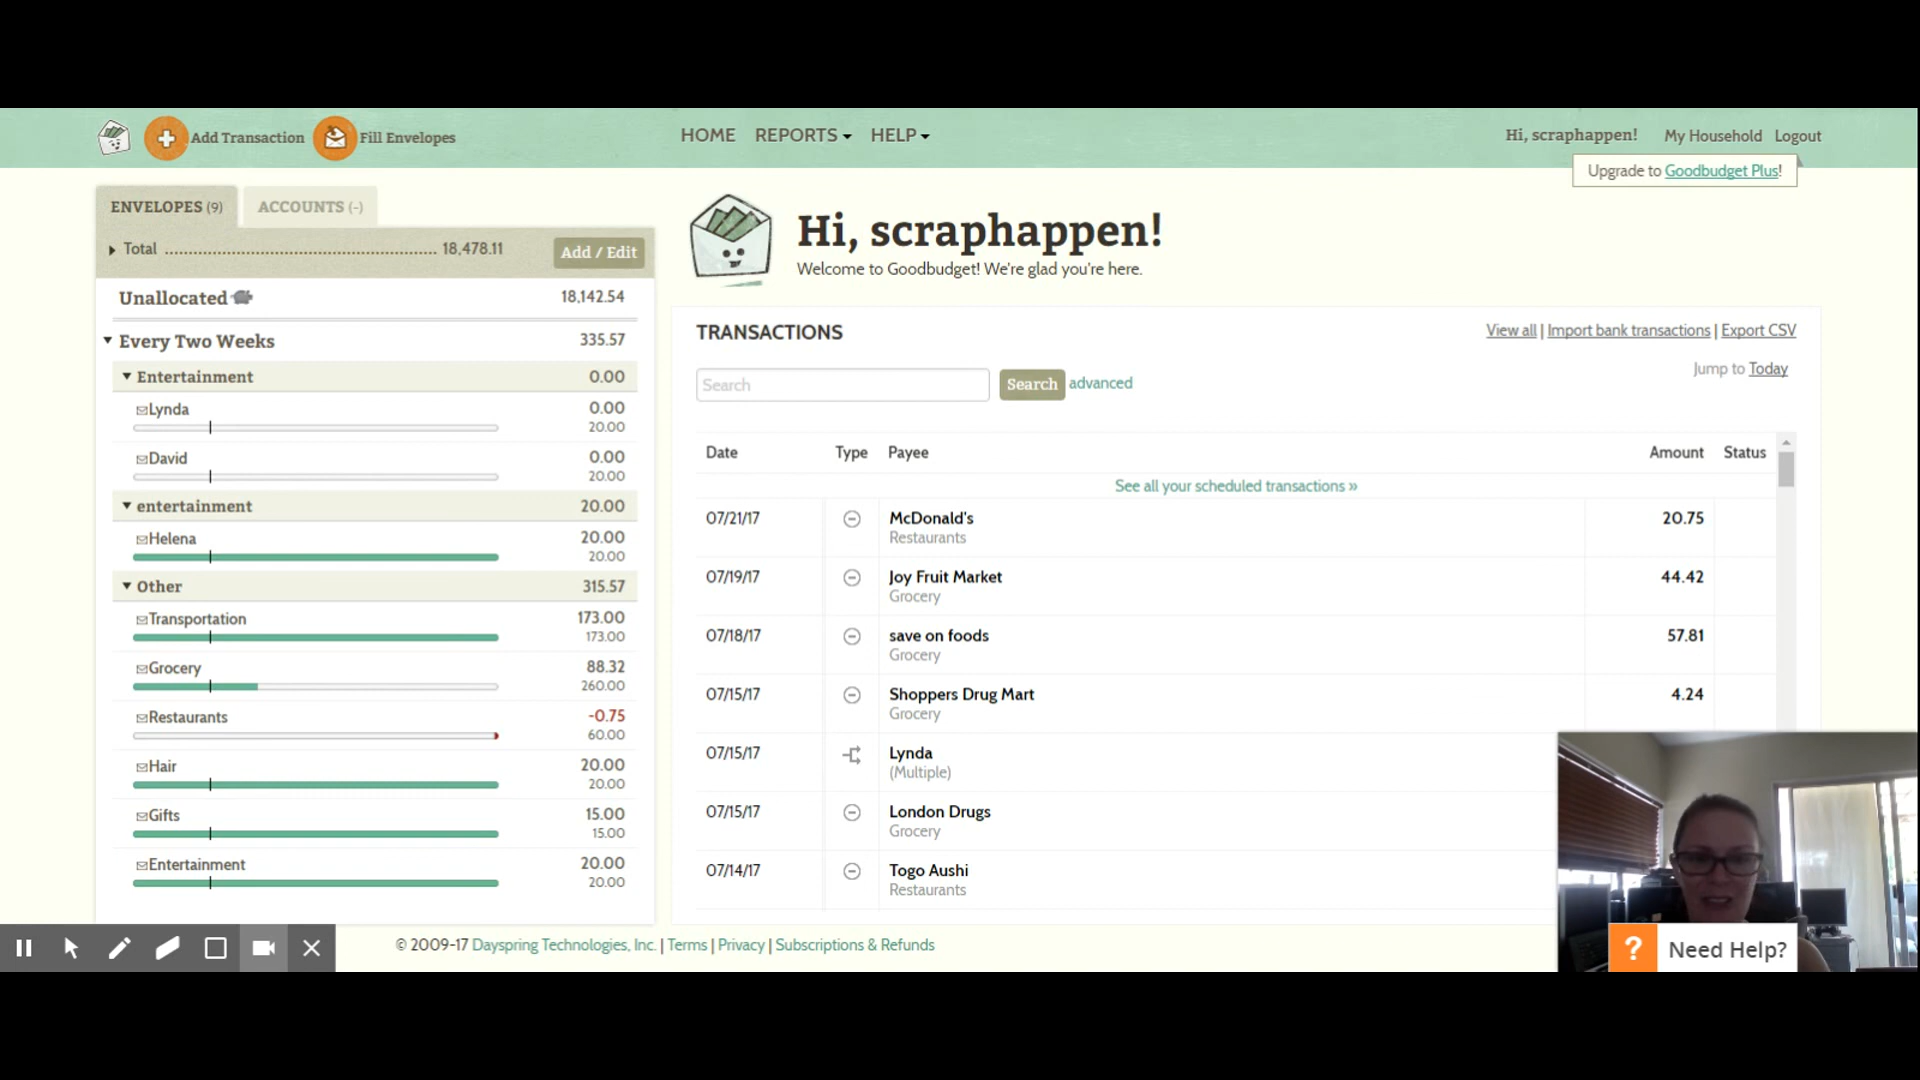 Add Transaction
Fill Envelopes
HOME REPORTS HELP
Hi, scraphappen! My Household Logout
Upgrade to Goodbudget Plus!
ENVELOPES (9)
ACCOUNTS (-)
Total 18,478.11
Add / Edit
Unallocated 18,142.54
Every Two Weeks 335.57
Entertainment 0.00
Lynda 0.00
20.00
David 0.00
20.00
entertainment 20.00
Helena 20.00
20.00
Other 315.57
Transportation 173.00
173.00
Grocery 88.32
260.00
Restaurants -0.75
60.00
Hair 20.00
20.00
Gifts 15.00
15.00
Entertainment 20.00
20.00
Hi, scraphappen!
Welcome to Goodbudget! We're glad you're here.
TRANSACTIONS
View all | Import bank transactions | Export CSV
Jump to Today
Search
Search
advanced
Date Type Payee Amount Status
See all your scheduled transactions »
07/21/17 McDonald's 20.75
Restaurants
07/19/17 Joy Fruit Market 44.42
Grocery
07/18/17 save on foods 57.81
Grocery
07/15/17 Shoppers Drug Mart 4.24
Grocery
07/15/17 Lynda
(Multiple)
07/15/17 London Drugs
Grocery
07/14/17 Togo Aushi
Restaurants
© 2009-17 Dayspring Technologies, Inc. | Terms | Privacy | Subscriptions & Refunds
? Need Help?